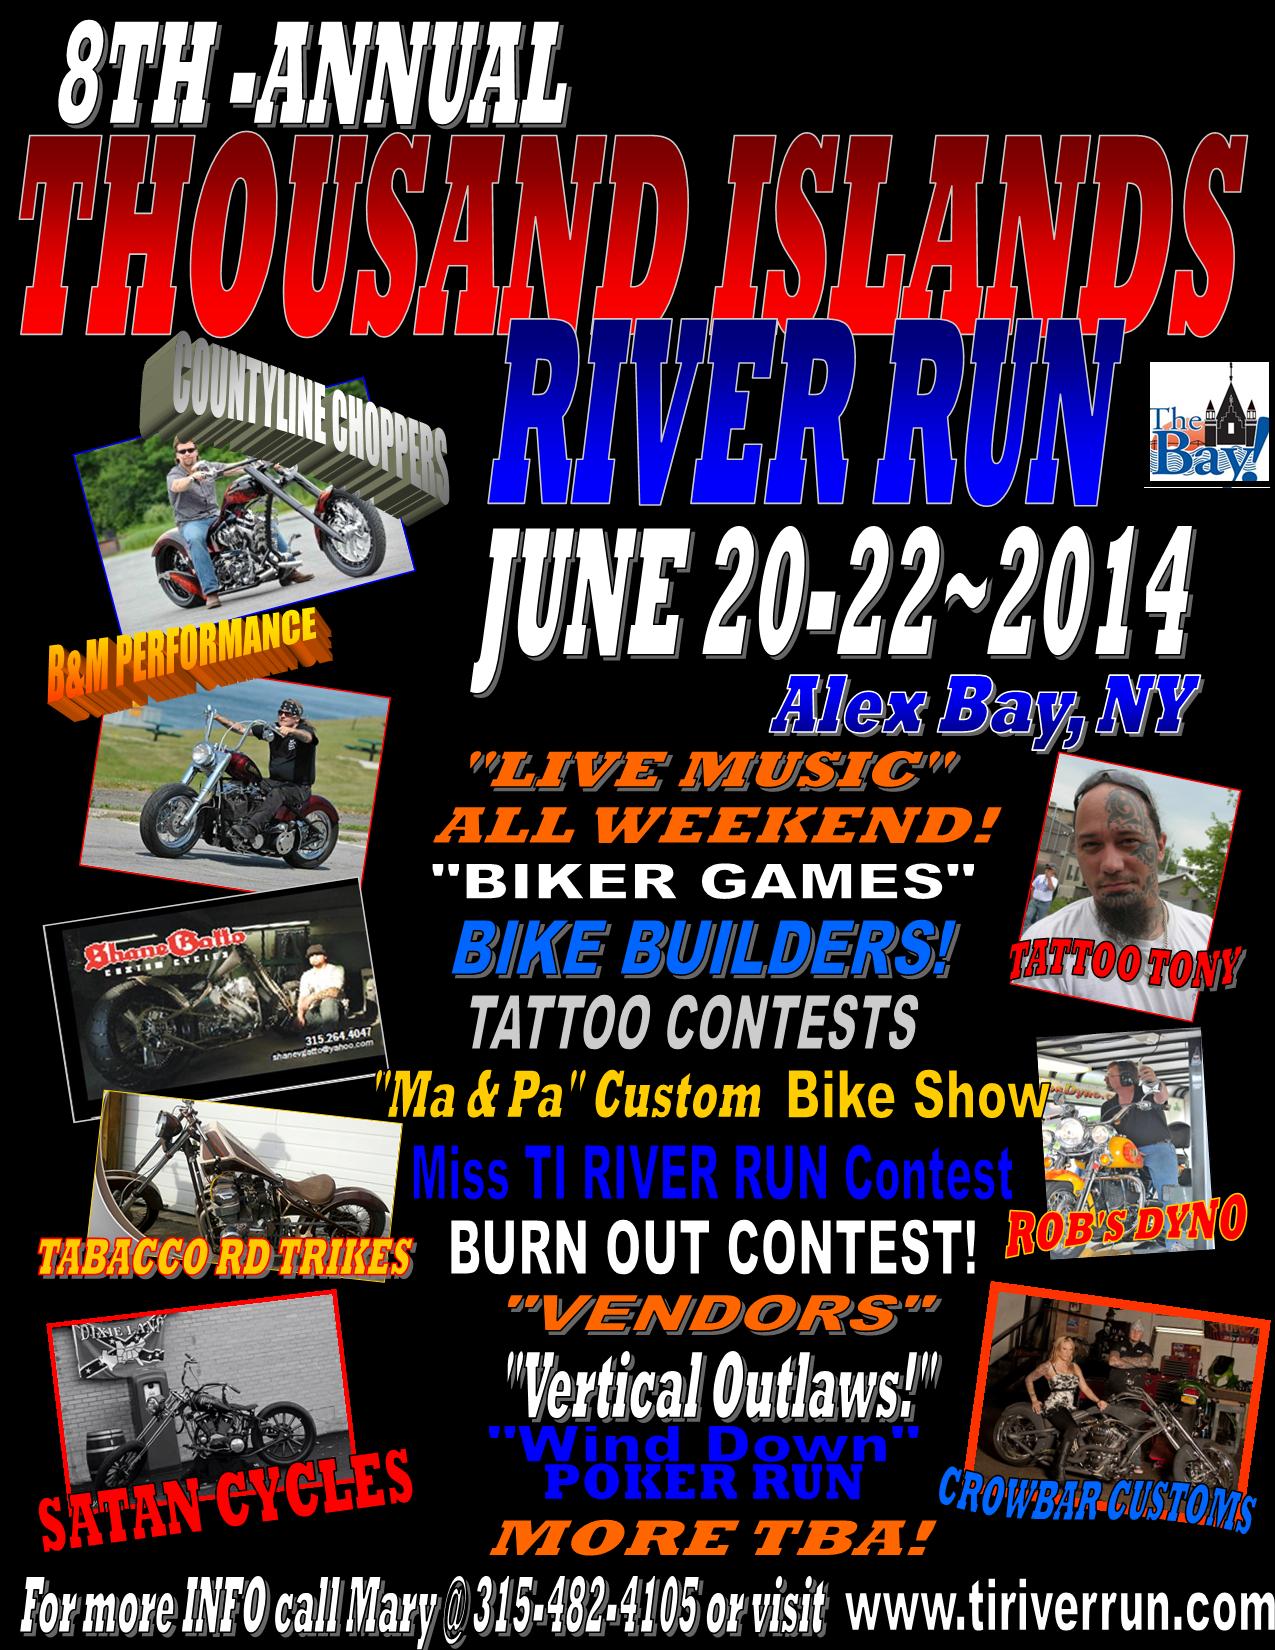 8TH -ANNUAL
THOUSAND ISLANDS
RIVER RUN
The
Bay!
JUNE 20-22~2014
Alex Bay, NY
COUNTYLINE CHOPPERS
B&M PERFORMANCE
Shane Gatto
CUSTOM CYCLES
315.264.4047
shanevgatto@yahoo.com
TABACCO RD TRIKES
DIXIE LAND
SATAN CYCLES
"LIVE MUSIC"
ALL WEEKEND!
"BIKER GAMES"
BIKE BUILDERS!
TATTOO CONTESTS
"Ma & Pa" Custom Bike Show
Miss TI RIVER RUN Contest
BURN OUT CONTEST!
"VENDORS"
"Vertical Outlaws!"
"Wind Down"
POKER RUN
MORE TBA!
TATTOO TONY
ROB'S DYNO
CROWBAR CUSTOMS
For more INFO call Mary @ 315-482-4105 or visit www.tiriverrun.com